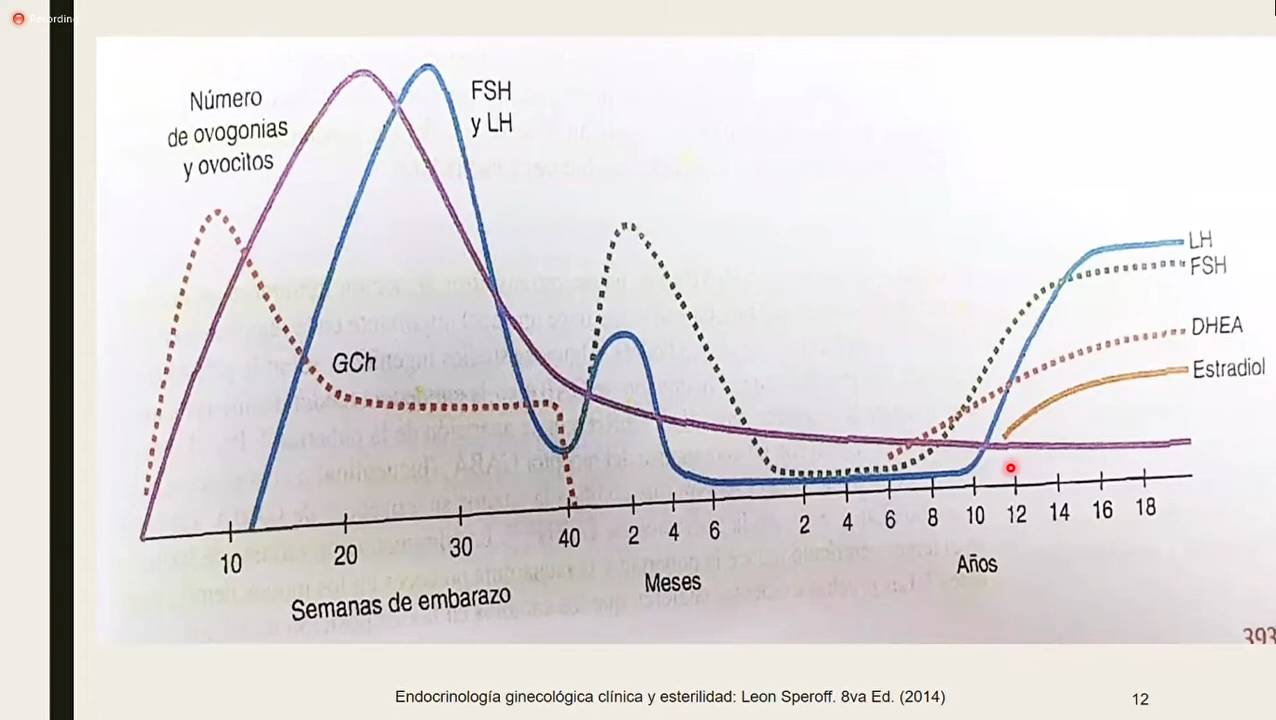 Recording
Número
de ovogonias
y ovocitos
FSH
y LH
GCh
LH
FSH
DHEA
Estradiol
10 20 30 40 2 4 6 2 4 6 8 10 12 14 16 18
Semanas de embarazo
Meses
Años
393
Endocrinología ginecológica clínica y esterilidad: Leon Speroff. 8va Ed. (2014)
12